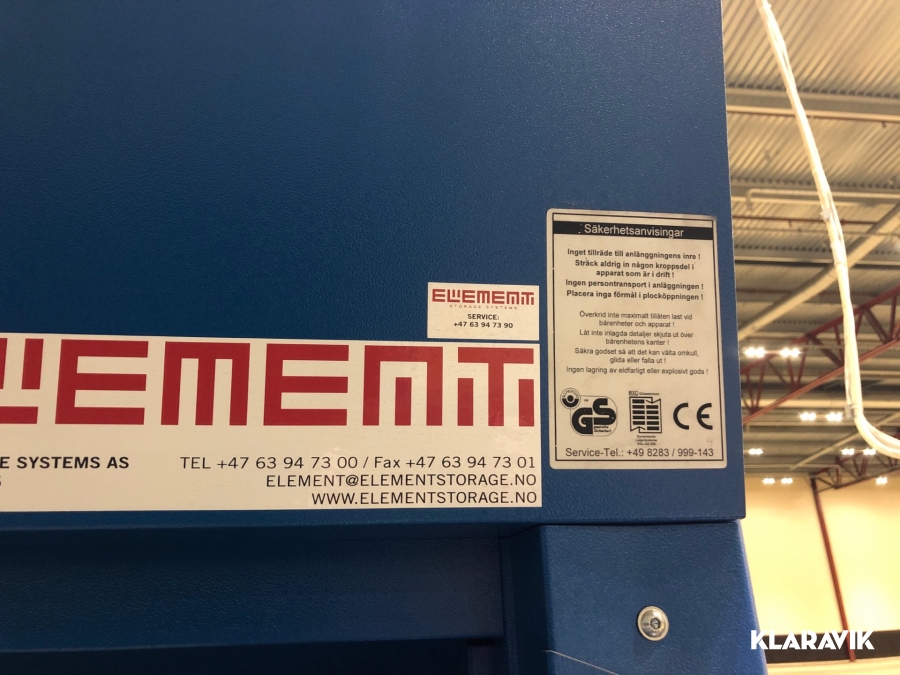 Säkerhetsanvisingar
Inget tillräde till anläggningens inre !
Sträck aldrig in någon kroppsdel i
apparat som är i drift !
Ingen persontransport i anläggningen !
Placera inga förmål i plocköppningen !
Överkrid inte maximalt tillåten last vid
bärenheter och apparat !
Låt inte inlagda detaljer skjuta ut över
bärenhetens kanter !
Säkra godset så att det kan välta omkull,
glida eller falla ut !
Ingen lagring av eldfarligt eller explosivt gods !
GS
geprüfte
Sicherheit
CE
Service-Tel.: +49 8283 / 999-143
ELEMENT
STORAGE SYSTEMS
SERVICE:
+47 63 94 73 90
ELEMENT
E SYSTEMS AS
TEL +47 63 94 73 00 / Fax +47 63 94 73 01
ELEMENT@ELEMENTSTORAGE.NO
WWW.ELEMENTSTORAGE.NO
KLARAVIK